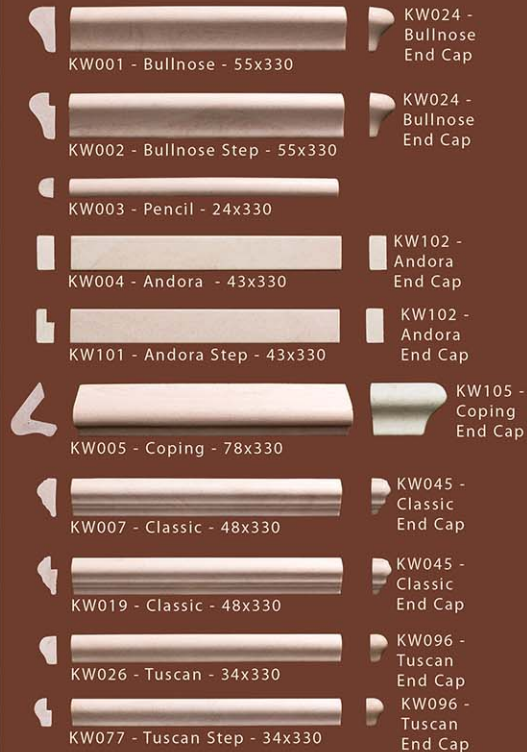 KW024 -
Bullnose
End Cap
KW001 - Bullnose - 55x330
KW024 -
Bullnose
End Cap
KW002 - Bullnose Step - 55x330
KW003 - Pencil - 24x330
KW102 -
Andora
End Cap
KW004 - Andora - 43x330
KW102 -
Andora
End Cap
KW101 - Andora Step - 43x330
KW105 -
Coping
End Cap
KW005 - Coping - 78x330
KW045 -
Classic
End Cap
KW007 - Classic - 48x330
KW045 -
Classic
End Cap
KW019 - Classic - 48x330
KW096 -
Tuscan
End Cap
KW026 - Tuscan - 34x330
KW096 -
Tuscan
End Cap
KW077 - Tuscan Step - 34x330